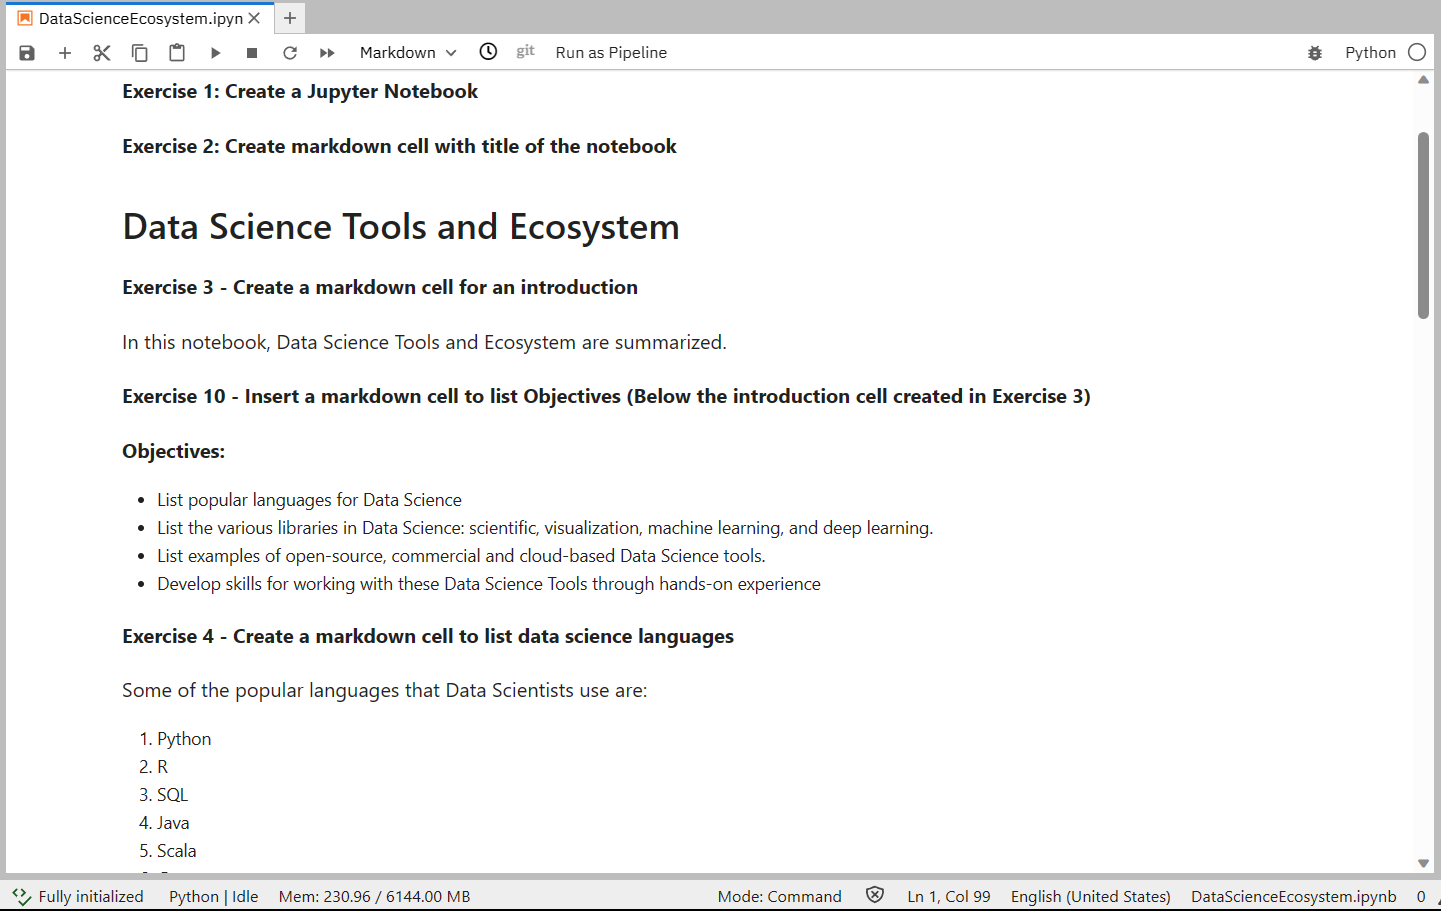 DataScienceEcosystem.ipyn
Markdown git Run as Pipeline Python
Exercise 1: Create a Jupyter Notebook
Exercise 2: Create markdown cell with title of the notebook
Data Science Tools and Ecosystem
Exercise 3 - Create a markdown cell for an introduction
In this notebook, Data Science Tools and Ecosystem are summarized.
Exercise 10 - Insert a markdown cell to list Objectives (Below the introduction cell created in Exercise 3)
Objectives:
• List popular languages for Data Science
• List the various libraries in Data Science: scientific, visualization, machine learning, and deep learning.
• List examples of open-source, commercial and cloud-based Data Science tools.
• Develop skills for working with these Data Science Tools through hands-on experience
Exercise 4 - Create a markdown cell to list data science languages
Some of the popular languages that Data Scientists use are:
1. Python
2. R
3. SQL
4. Java
5. Scala
Fully initialized Python | Idle Mem: 230.96 / 6144.00 MB Mode: Command Ln 1, Col 99 English (United States) DataScienceEcosystem.ipynb 0